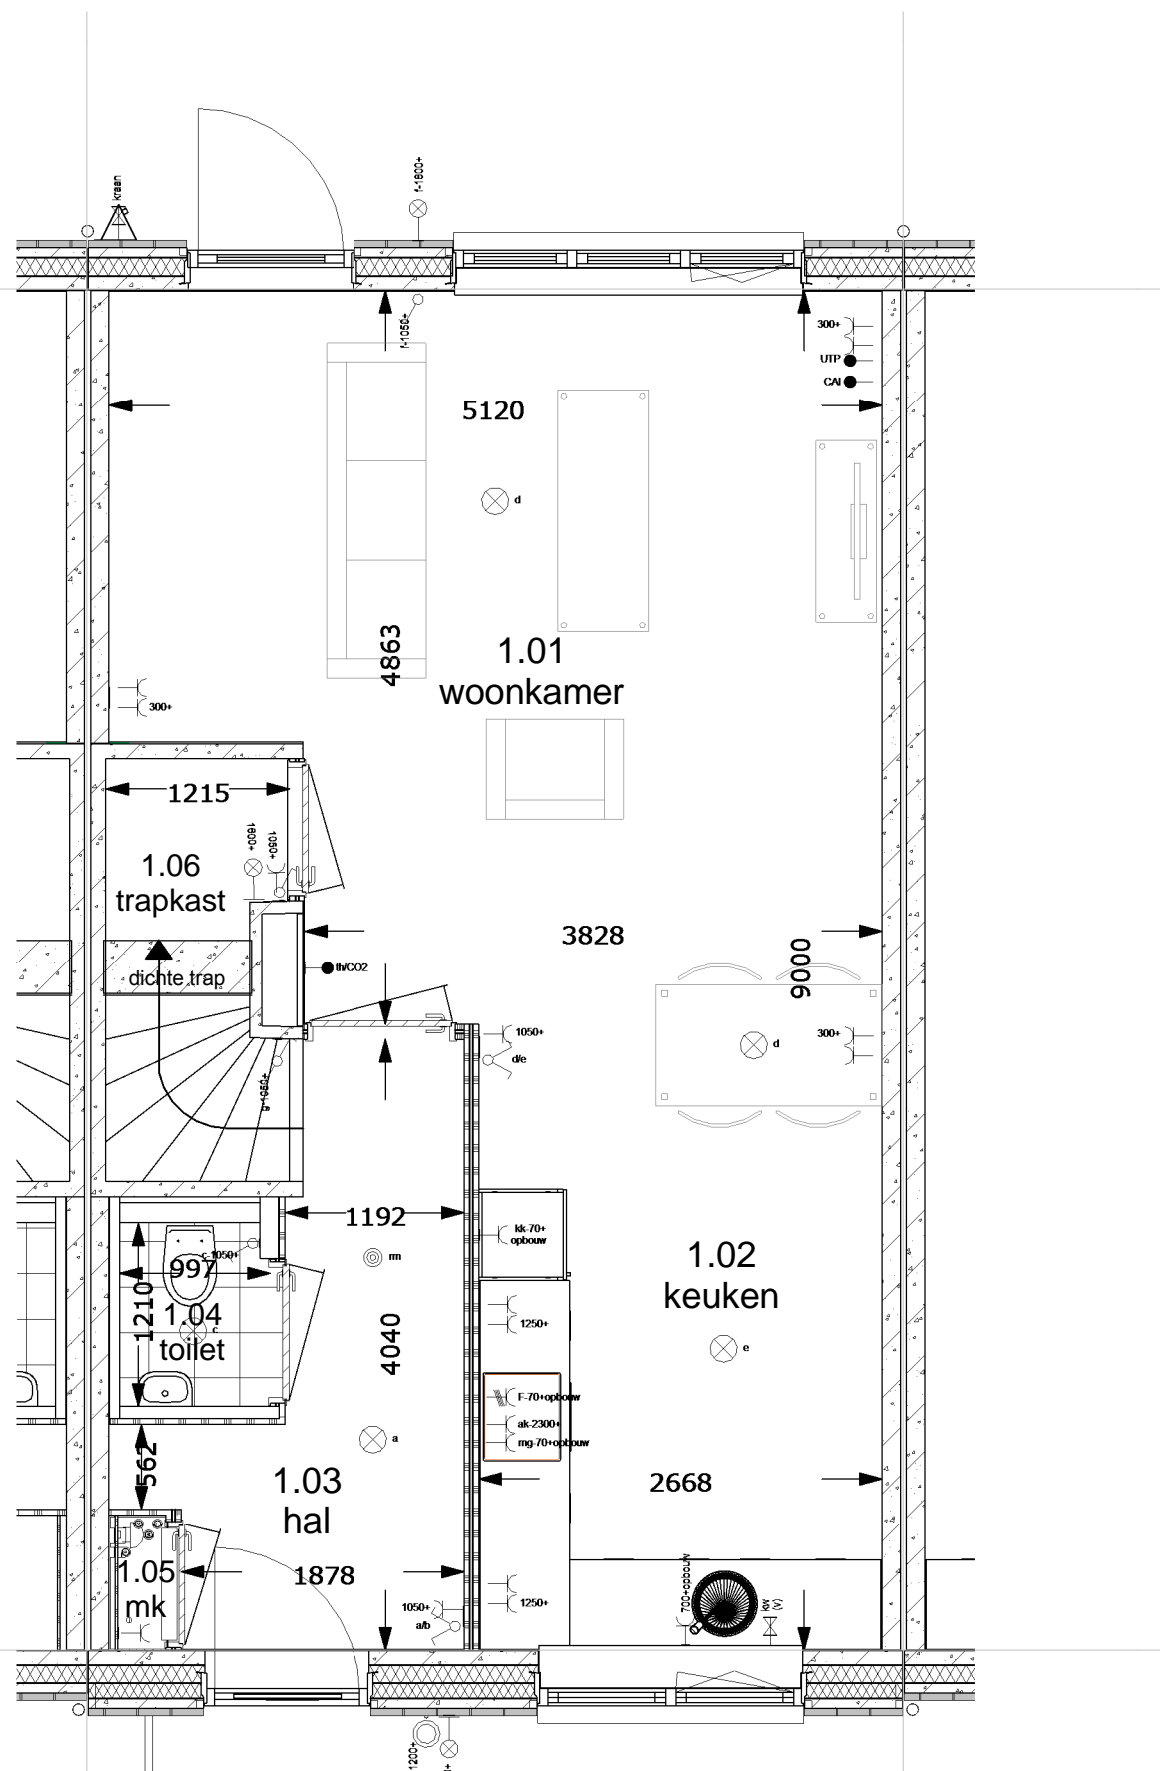 kraan
f-1800+
f-1050+
300+
UTP
CAI
5120
d
4863
1.01
woonkamer
300+
1215
1600+
1050+
1.06
trapkast
3828
9000
th/CO2
dichte trap
1050+
d/e
d
300+
g-1050+
1192
kk-70+
opbouw
1.02
keuken
c-1050+
rm
997
1210
1.04
toilet
c
4040
1250+
e
F-70+opbouw
ak-2300+
mg-70+opbouw
a
562
1.03
hal
2668
1.05
mk
1878
1050+
a/b
1250+
700+opbouw
kw
(v)
1200+